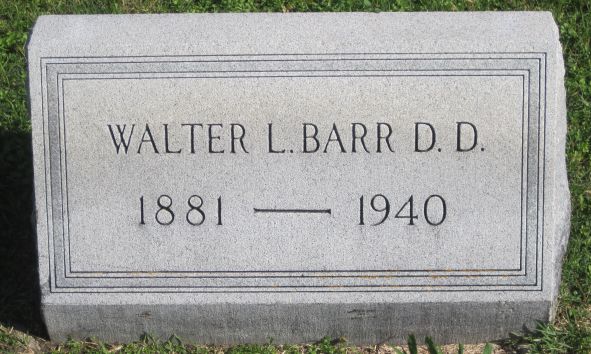 WALTER L. BARR D. D.
1881 — 1940